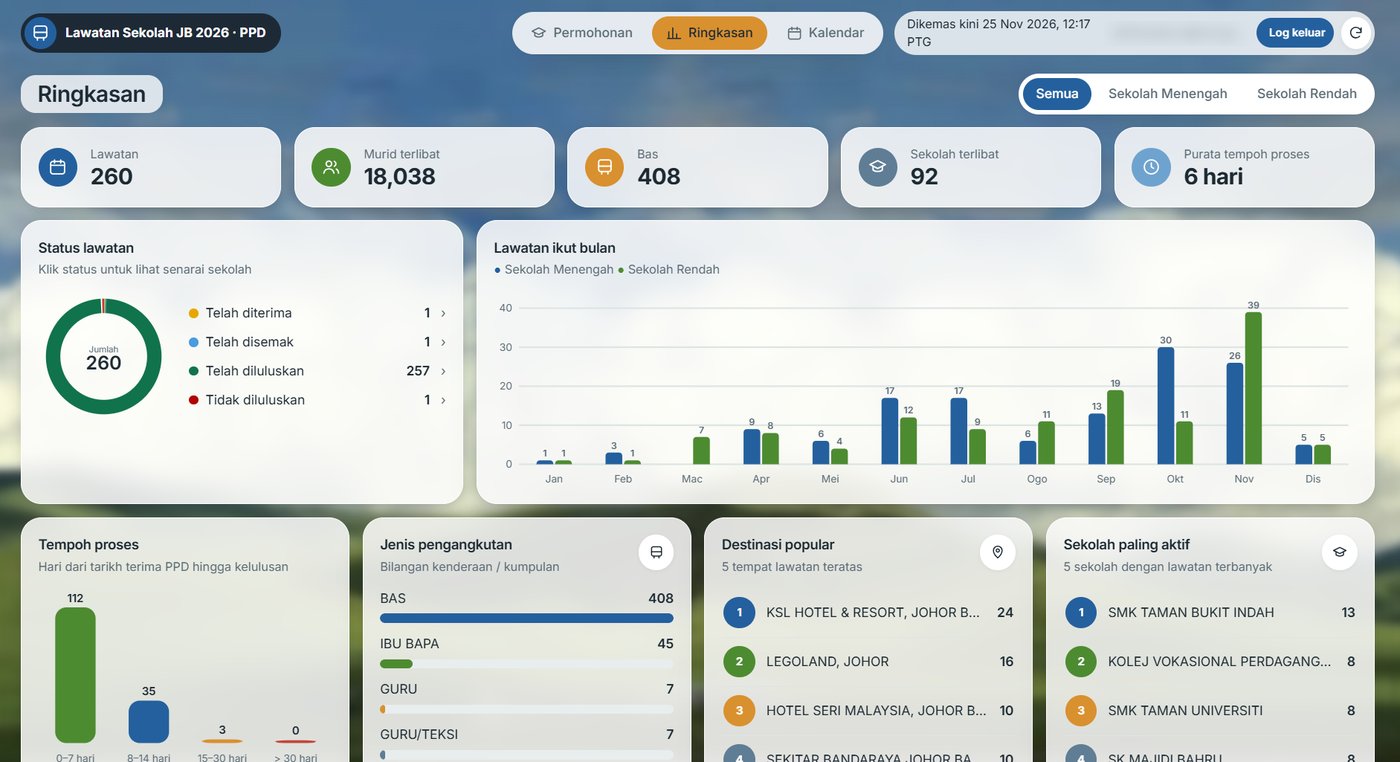 Lawatan Sekolah JB 2026 · PPD
Permohonan
Ringkasan
Kalendar
Dikemas kini 25 Nov 2026, 12:17
PTG
Log keluar
Ringkasan
Semua
Sekolah Menengah
Sekolah Rendah
Lawatan
260
Murid terlibat
18,038
Bas
408
Sekolah terlibat
92
Purata tempoh proses
6 hari
Status lawatan
Klik status untuk lihat senarai sekolah
Jumlah
260
Telah diterima 1 ›
Telah disemak 1 ›
Telah diluluskan 257 ›
Tidak diluluskan 1 ›
Lawatan ikut bulan
• Sekolah Menengah • Sekolah Rendah
40
30
20
10
0
1 1
3 1
7
9 8
6 4
17 12
17 9
6 11
13 19
30 11
26 39
5 5
Jan Feb Mac Apr Mei Jun Jul Ogo Sep Okt Nov Dis
Tempoh proses
Hari dari tarikh terima PPD hingga kelulusan
112
35
3
0
0–7 hari 8–14 hari 15–30 hari > 30 hari
Jenis pengangkutan
Bilangan kenderaan / kumpulan
BAS 408
IBU BAPA 45
GURU 7
GURU/TEKSI 7
Destinasi popular
5 tempat lawatan teratas
1 KSL HOTEL & RESORT, JOHOR B... 24
2 LEGOLAND, JOHOR 16
3 HOTEL SERI MALAYSIA, JOHOR B... 10
4 SEKITAR BANDARAYA JOHOR BA... 10
Sekolah paling aktif
5 sekolah dengan lawatan terbanyak
1 SMK TAMAN BUKIT INDAH 13
2 KOLEJ VOKASIONAL PERDAGANG... 8
3 SMK TAMAN UNIVERSITI 8
4 SK MAJIDI BAHRU 8